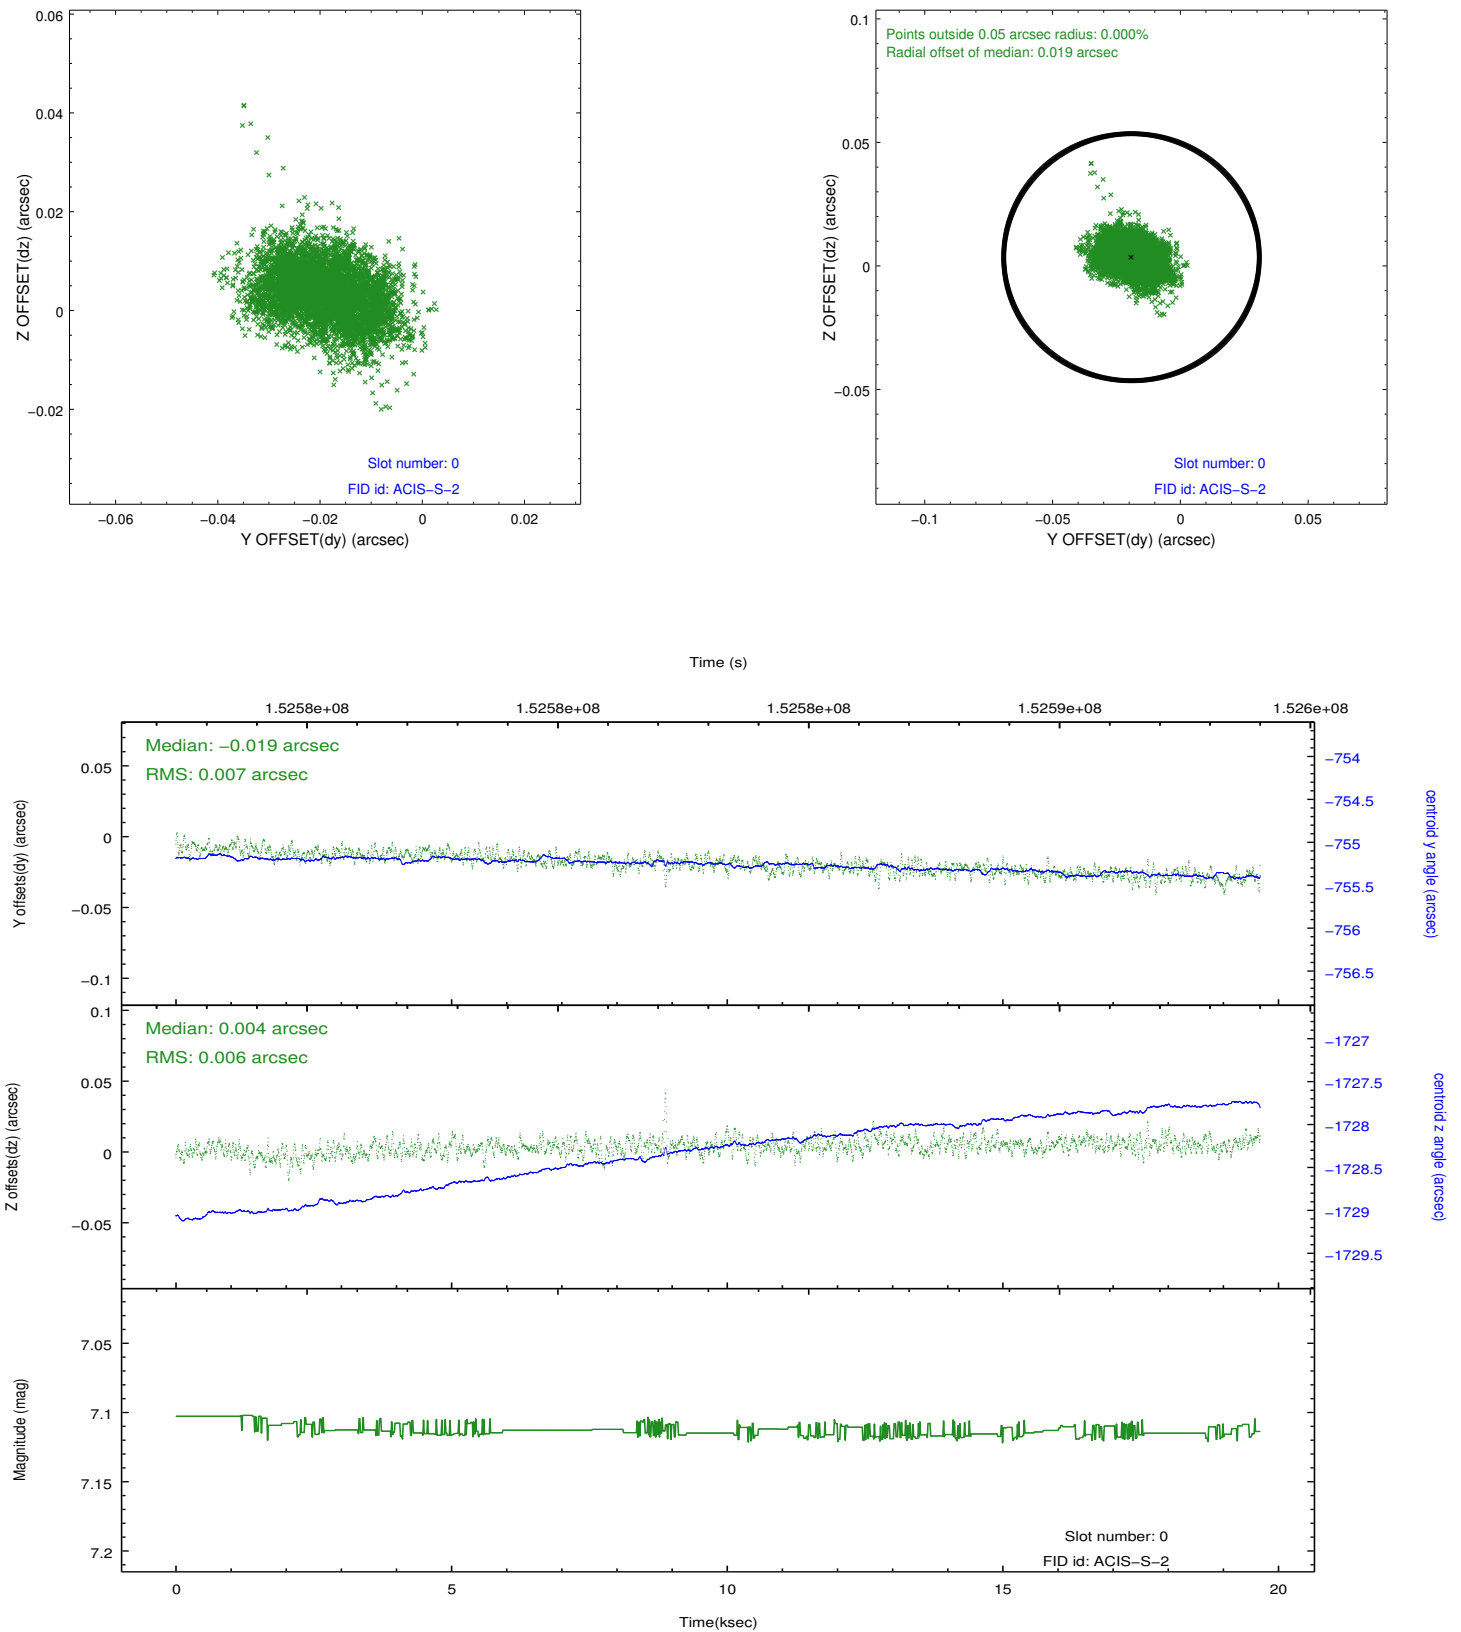 0.06
0.04
0.02
0
−0.02
Z OFFSET(dz) (arcsec)
Slot number: 0
FID id: ACIS−S−2
−0.06
−0.04
−0.02
0
0.02
Y OFFSET(dy) (arcsec)
Points outside 0.05 arcsec radius: 0.000%
Radial offset of median: 0.019 arcsec
0.1
0.05
0
−0.05
Z OFFSET(dz) (arcsec)
Slot number: 0
FID id: ACIS−S−2
−0.1
−0.05
0
0.05
Y OFFSET(dy) (arcsec)
Time (s)
1.5258e+08
1.5258e+08
1.5258e+08
1.5259e+08
1.526e+08
Median: −0.019 arcsec
RMS: 0.007 arcsec
0.05
0
−0.05
−0.1
Y offsets(dy) (arcsec)
−754
−754.5
−755
−755.5
−756
−756.5
centroid y angle (arcsec)
Median: 0.004 arcsec
RMS: 0.006 arcsec
0.1
0.05
0
−0.05
Z offsets(dz) (arcsec)
−1727
−1727.5
−1728
−1728.5
−1729
−1729.5
centroid z angle (arcsec)
7.05
7.1
7.15
7.2
Magnitude (mag)
Slot number: 0
FID id: ACIS−S−2
0
5
10
15
20
Time(ksec)